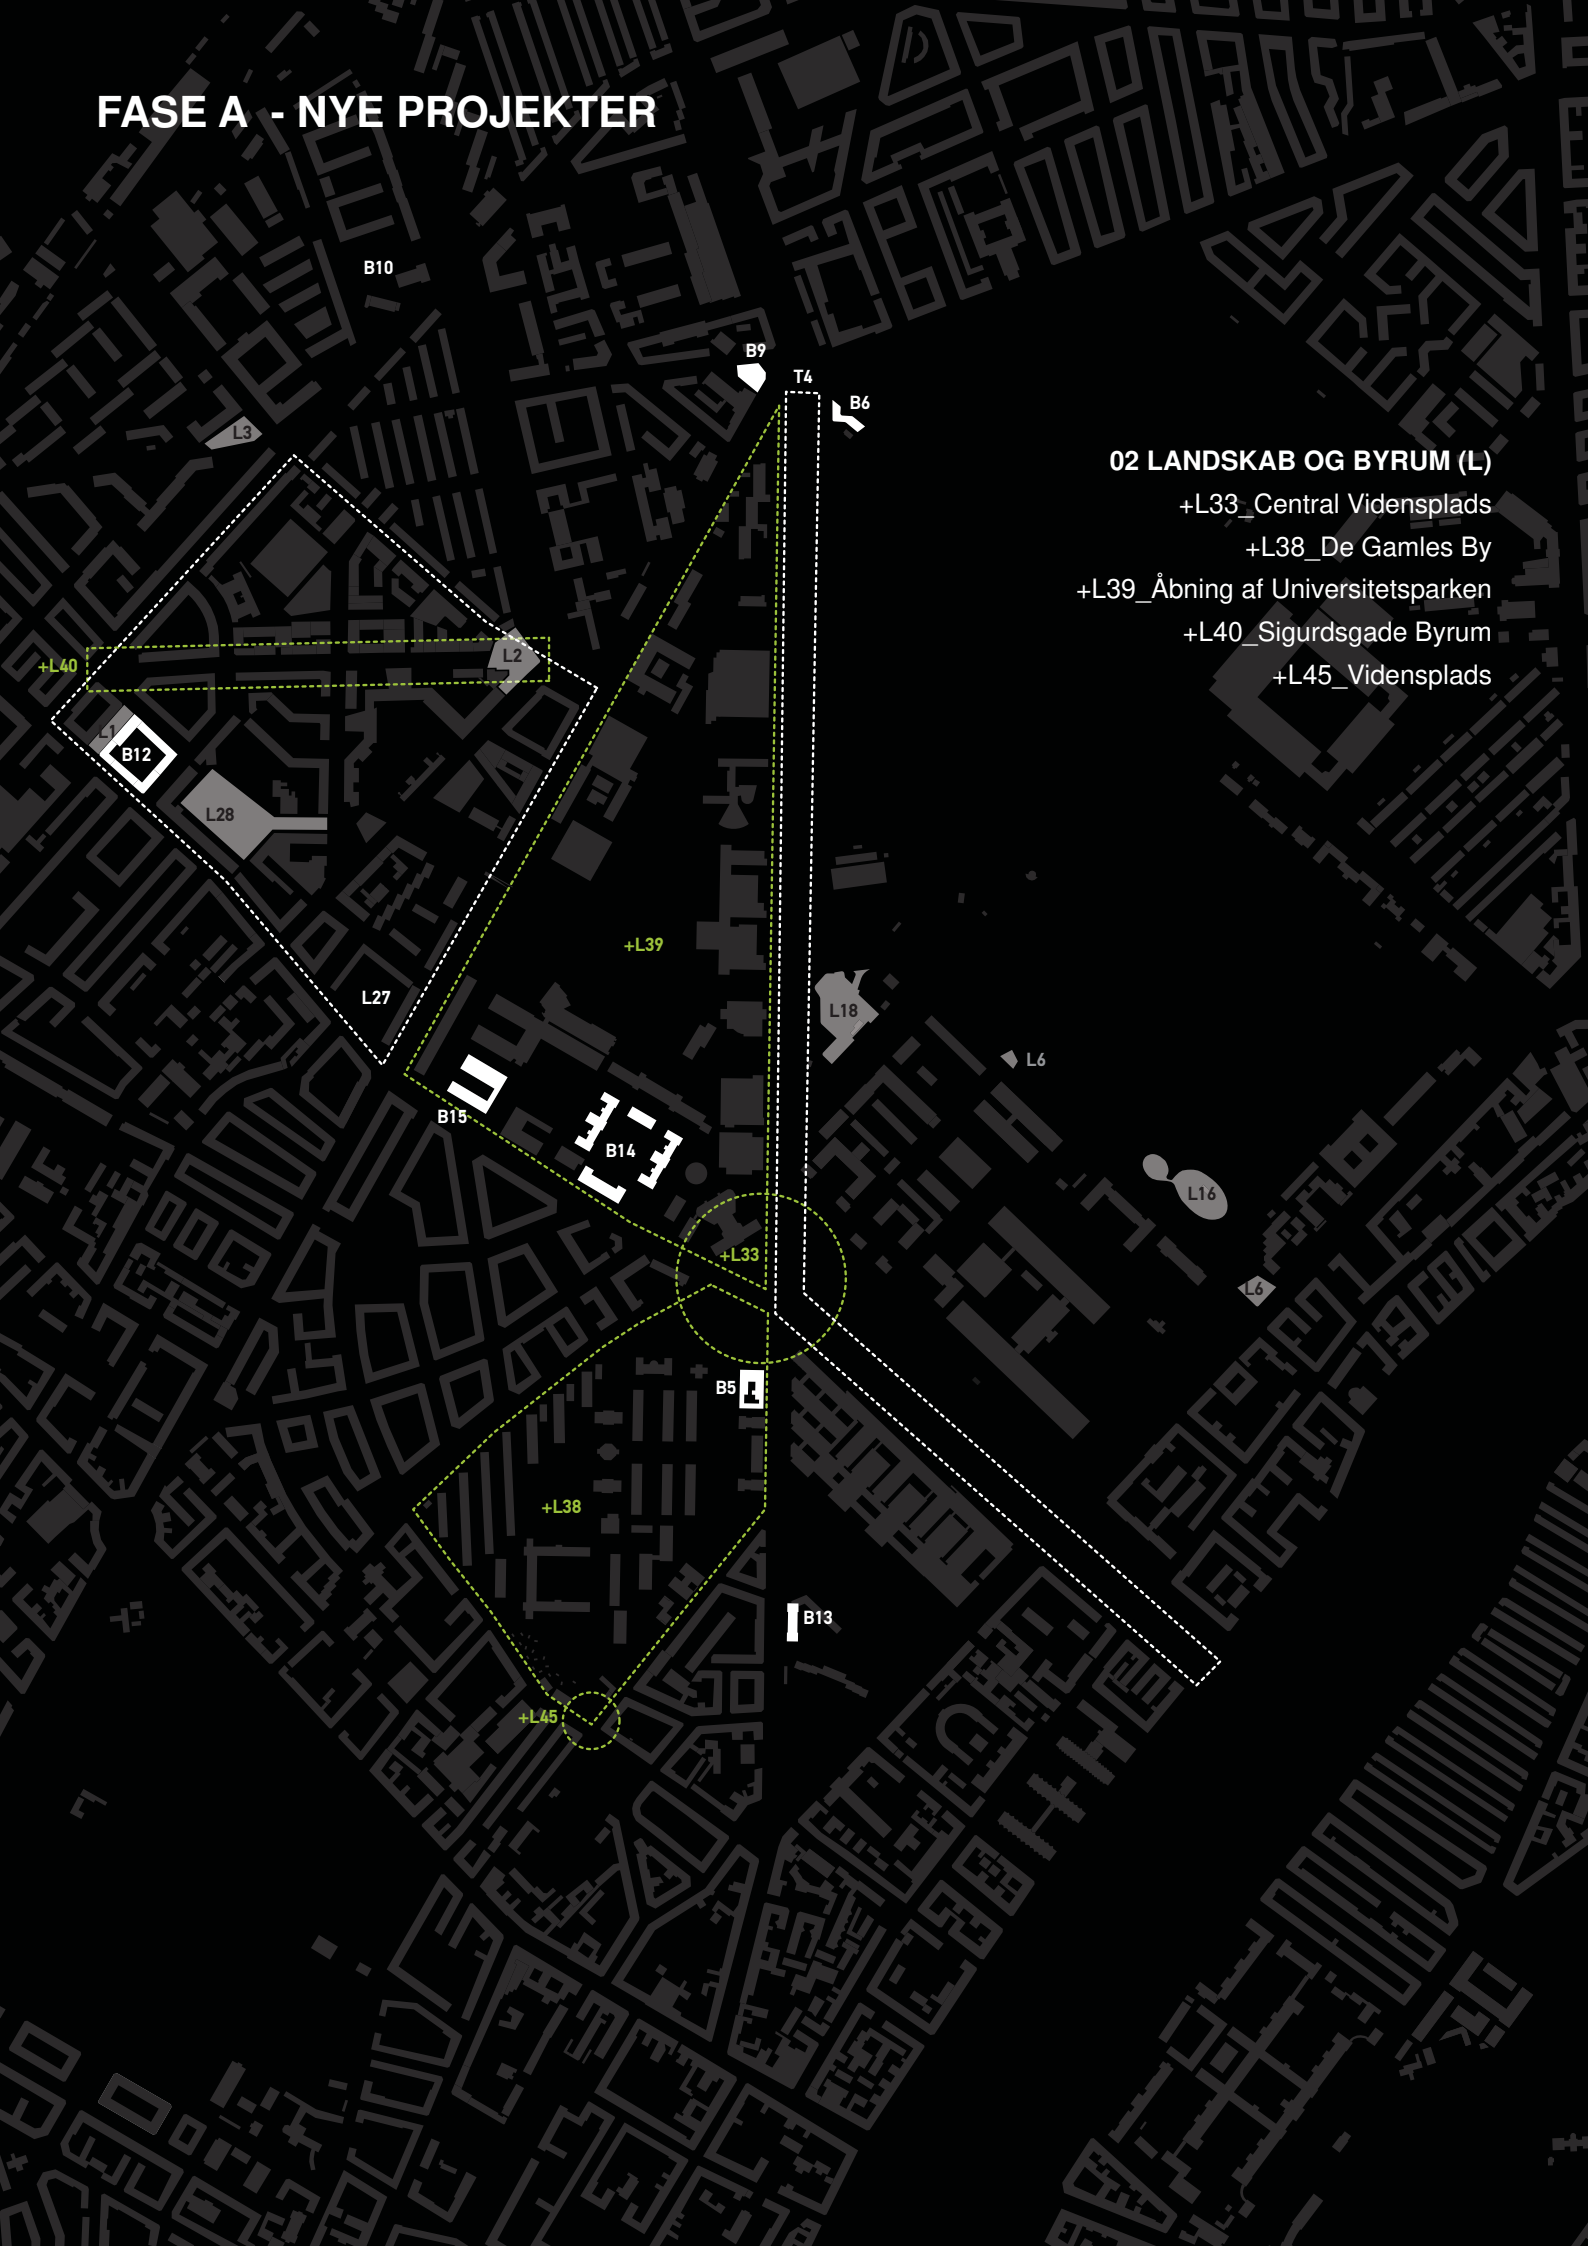 FASE A - NYE PROJEKTER
B10
B9
T4
B6
L3
02 LANDSKAB OG BYRUM (L)
+L33_Central Vidensplads
+L38_De Gamles By
+L39_Åbning af Universitetsparken
+L40_Sigurdsgade Byrum
+L45_Vidensplads
L2
+L40
L1
B12
L28
+L39
L27
L18
L6
B15
B14
L16
+L33
L6
B5
+L38
B13
+L45